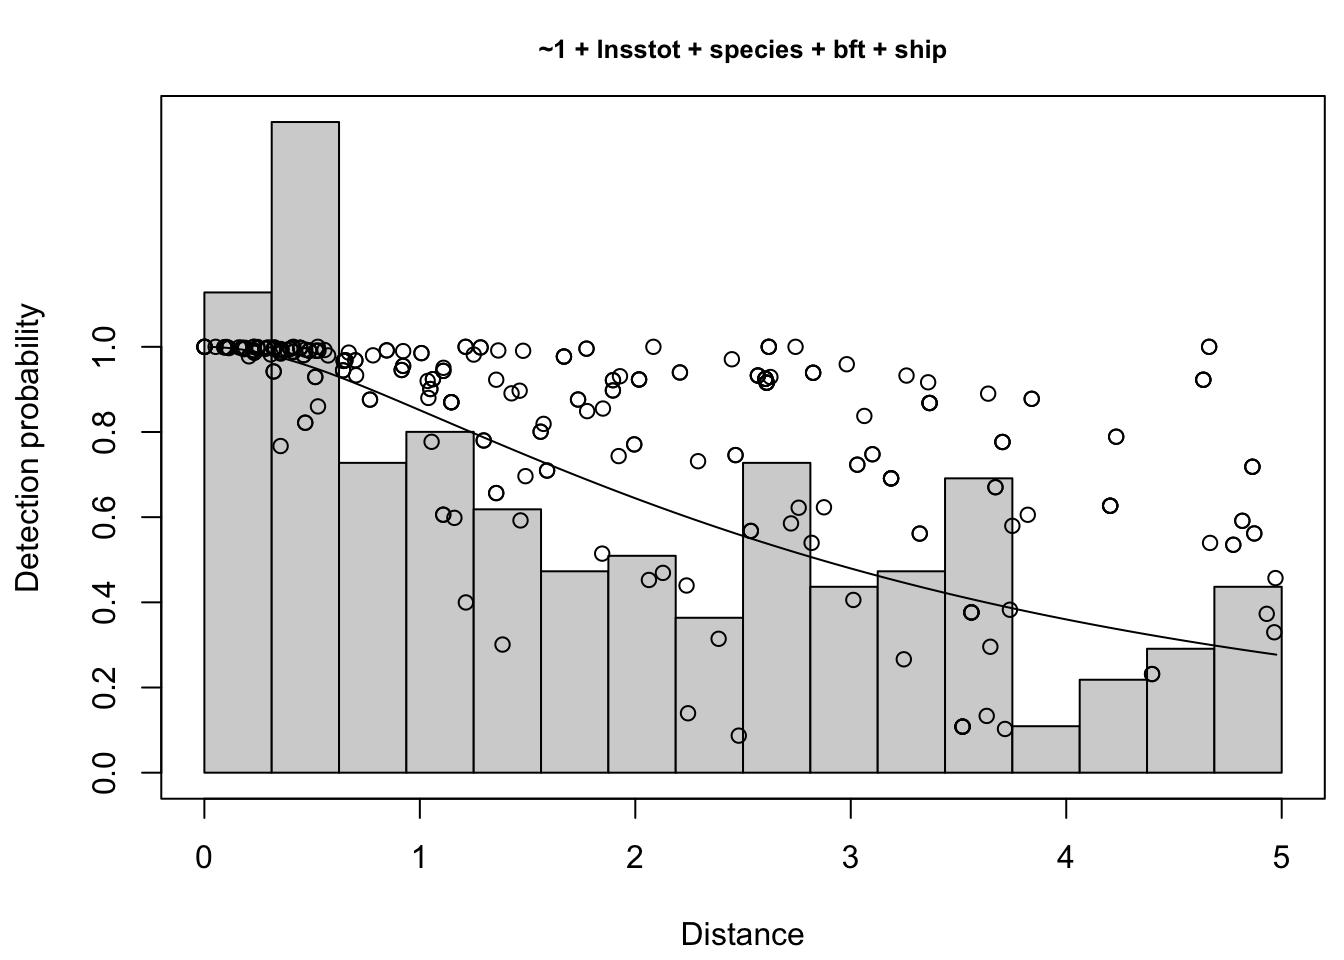 ~1 + lnsstot + species + bft + ship
Detection probability
1.0
0.8
0.6
0.4
0.2
0.0
0 1 2 3 4 5
Distance